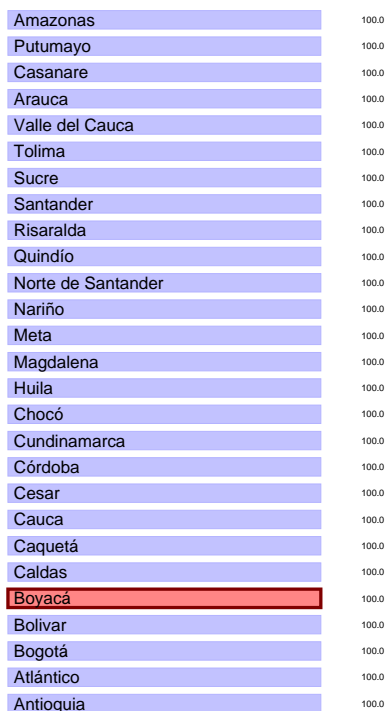 Amazonas 100.0
Putumayo 100.0
Casanare 100.0
Arauca 100.0
Valle del Cauca 100.0
Tolima 100.0
Sucre 100.0
Santander 100.0
Risaralda 100.0
Quindío 100.0
Norte de Santander 100.0
Nariño 100.0
Meta 100.0
Magdalena 100.0
Huila 100.0
Chocó 100.0
Cundinamarca 100.0
Córdoba 100.0
Cesar 100.0
Cauca 100.0
Caquetá 100.0
Caldas 100.0
Boyacá 100.0
Bolivar 100.0
Bogotá 100.0
Atlántico 100.0
Antioquia 100.0